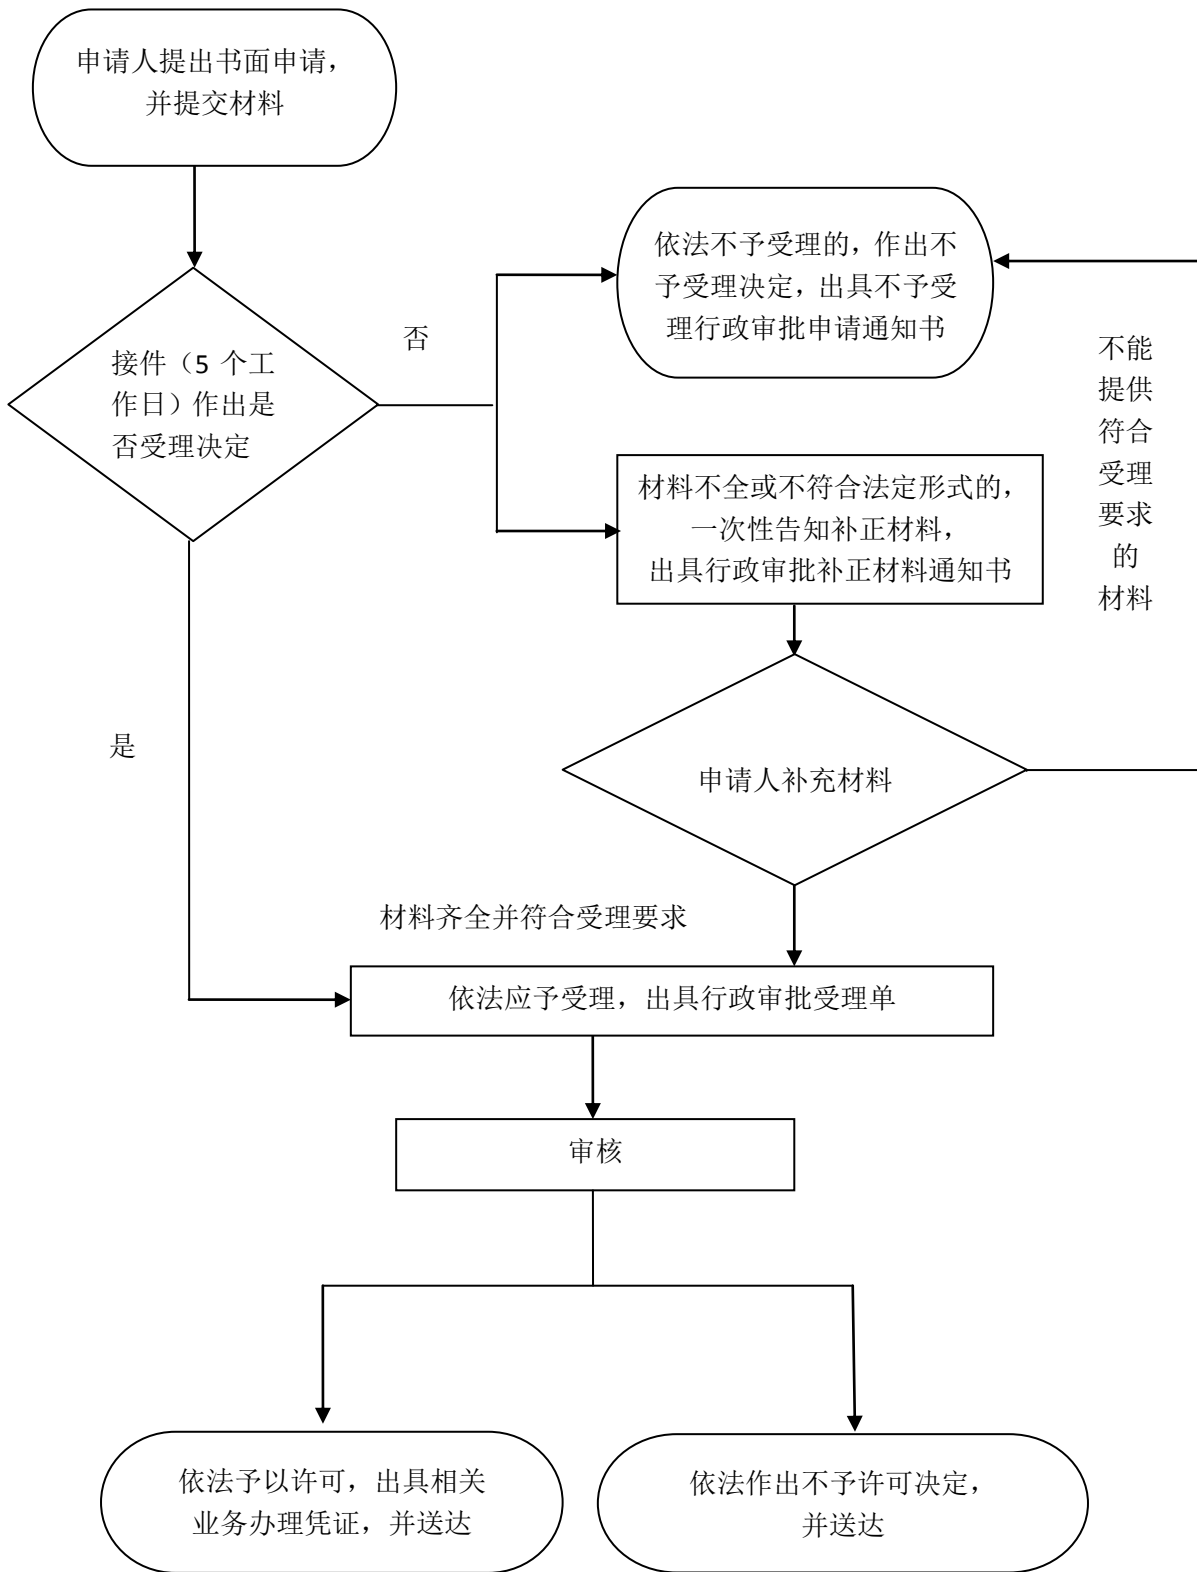 申请人提出书面申请，
并提交材料
依法不予受理的，作出不
予受理决定，出具不予受
理行政审批申请通知书
否
接件（5 个工
作日）作出是
否受理决定
不能
提供
符合
受理
要求
的
材料
材料不全或不符合法定形式的，
一次性告知补正材料，
出具行政审批补正材料通知书
是
申请人补充材料
材料齐全并符合受理要求
依法应予受理，出具行政审批受理单
审核
依法予以许可，出具相关
业务办理凭证，并送达
依法作出不予许可决定，
并送达